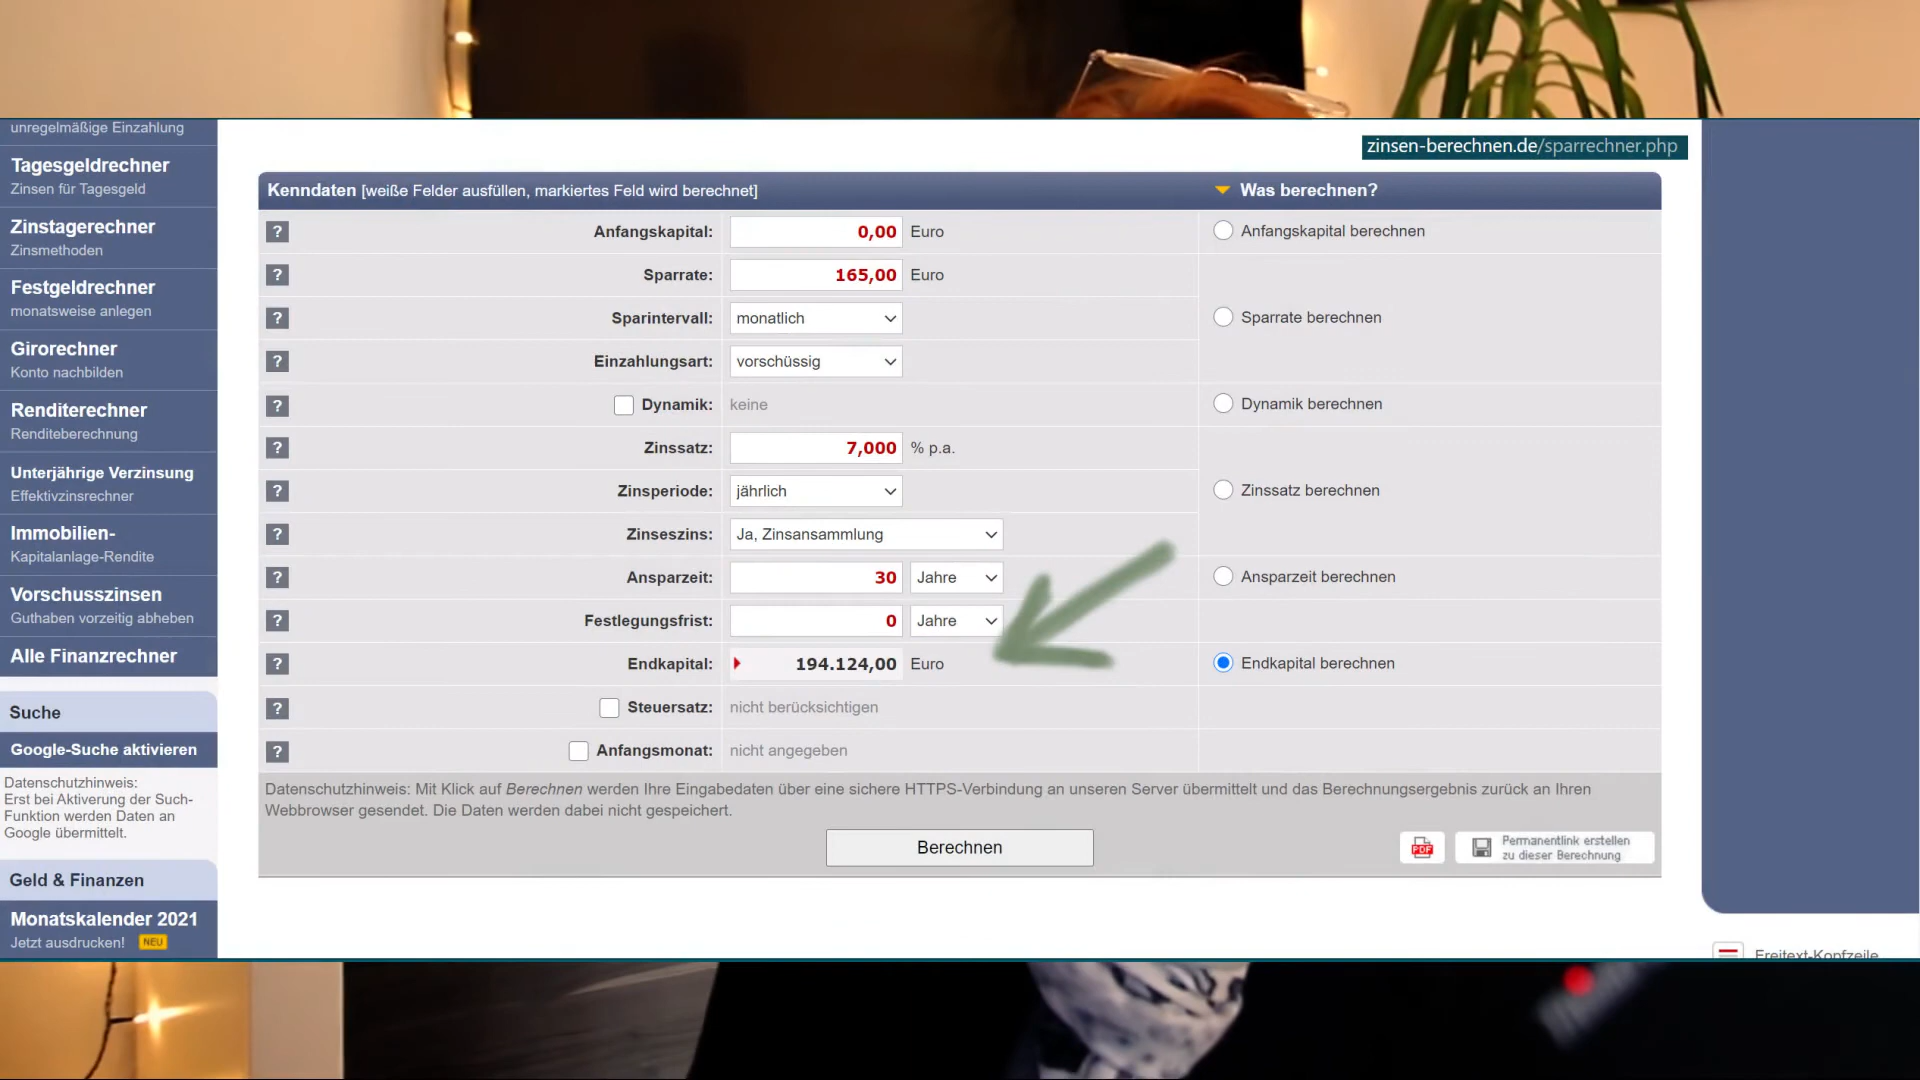 unregelmäßige Einzahlung
Tagesgeldrechner
Zinsen für Tagesgeld
Zinstagerechner
Zinsmethoden
Festgeldrechner
monatsweise anlegen
Girorechner
Konto nachbilden
Renditerechner
Renditeberechnung
Unterjährige Verzinsung
Effektivzinsrechner
Immobilien-
Kapitalanlage-Rendite
Vorschusszinsen
Guthaben vorzeitig abheben
Alle Finanzrechner
Suche
Google-Suche aktivieren
Datenschutzhinweis:
Erst bei Aktivierung der Such-
Funktion werden Daten an
Google übermittelt.
Geld & Finanzen
Monatskalender 2021
Jetzt ausdrucken! NEU
zinsen-berechnen.de/sparrechner.php
Kenndaten [weiße Felder ausfüllen, markiertes Feld wird berechnet] Was berechnen?
? Anfangskapital: 0,00 Euro Anfangskapital berechnen
? Sparrate: 165,00 Euro
? Sparintervall: monatlich Sparrate berechnen
? Einzahlungsart: vorschüssig
? Dynamik: keine Dynamik berechnen
? Zinssatz: 7,000 % p.a.
? Zinsperiode: jährlich Zinssatz berechnen
? Zinseszins: Ja, Zinsansammlung
? Ansparzeit: 30 Jahre Ansparzeit berechnen
? Festlegungsfrist: 0 Jahre
? Endkapital: 194.124,00 Euro Endkapital berechnen
? Steuersatz: nicht berücksichtigen
? Anfangsmonat: nicht angegeben
Datenschutzhinweis: Mit Klick auf Berechnen werden Ihre Eingabedaten über eine sichere HTTPS-Verbindung an unseren Server übermittelt und das Berechnungsergebnis zurück an Ihren
Webbrowser gesendet. Die Daten werden dabei nicht gespeichert.
Berechnen
PDF
Permanentlink erstellen
zu dieser Berechnung
Freitext-Kopfzeile